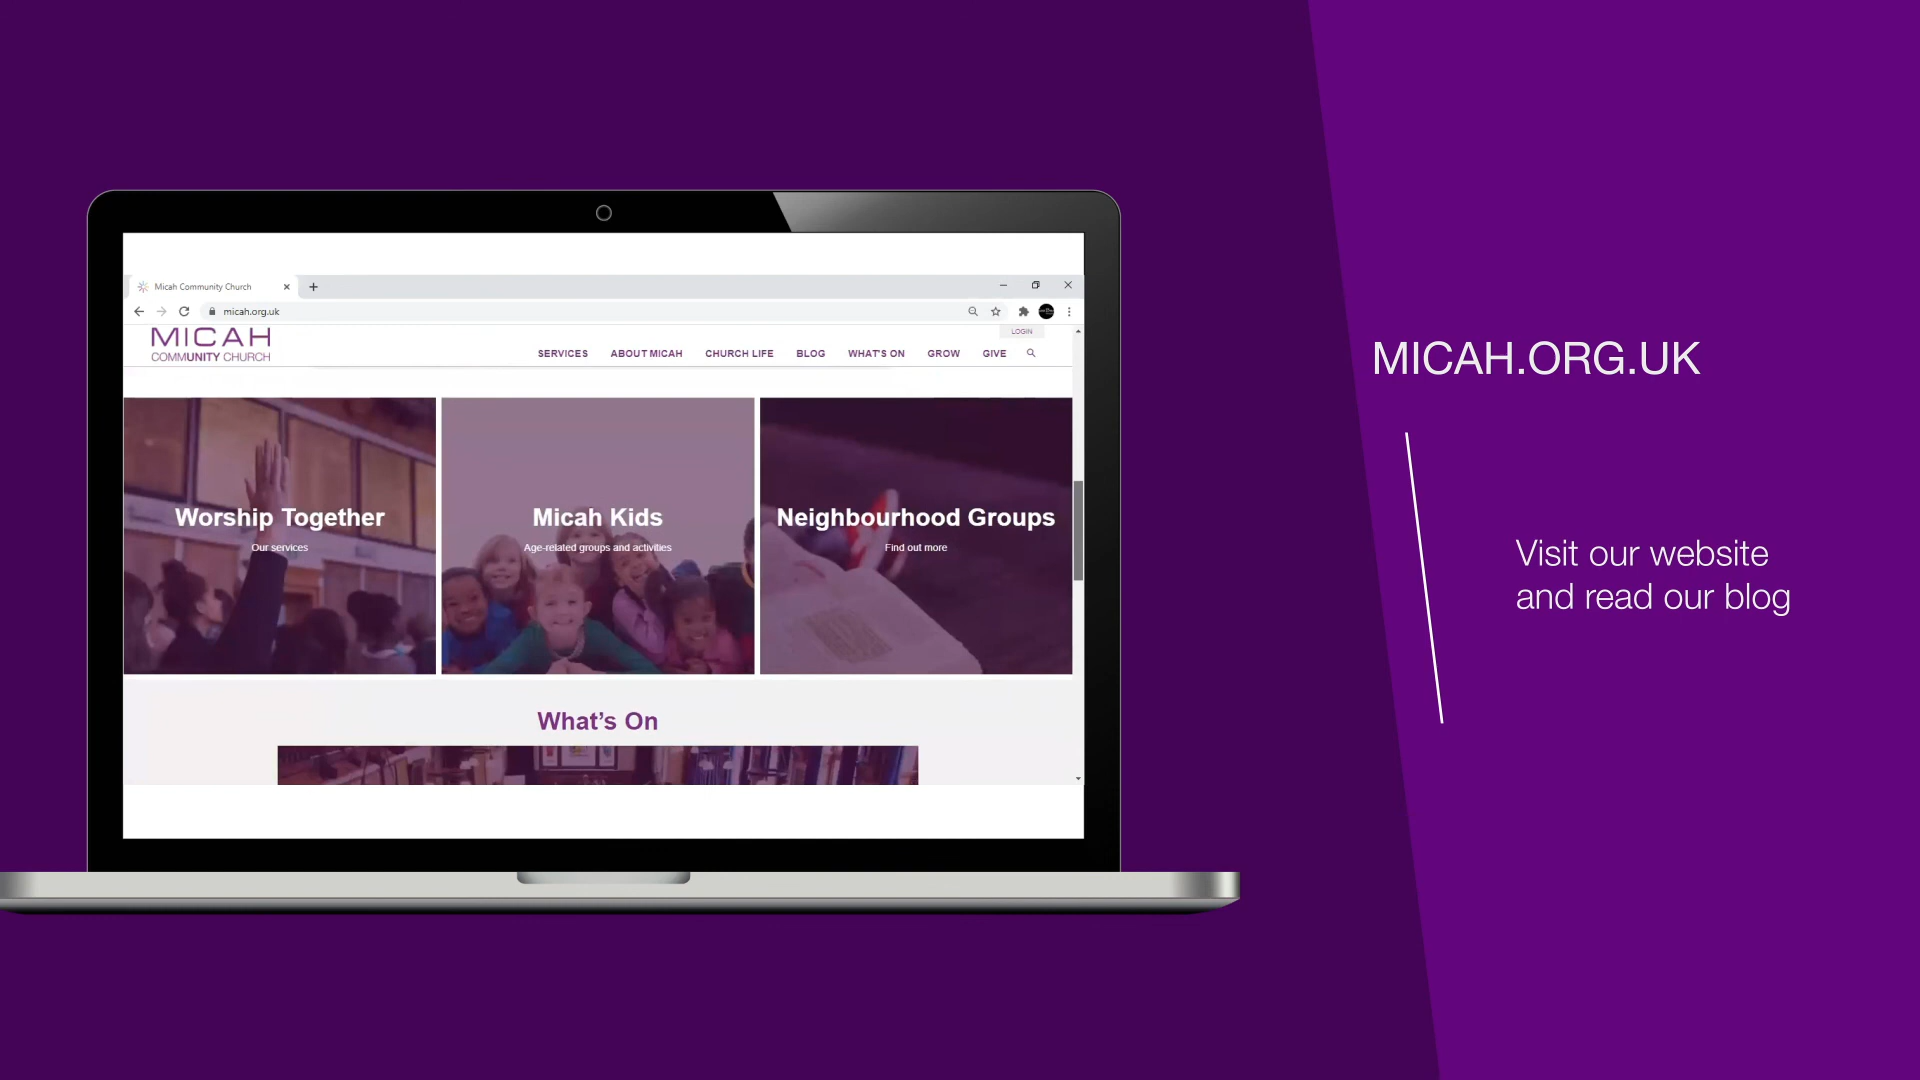 Micah Community Church
micah.org.uk
MICAH
COMMUNITY CHURCH
LOGIN
SERVICES ABOUT MICAH CHURCH LIFE BLOG WHAT'S ON GROW GIVE
Worship Together
Our services
Micah Kids
Age-related groups and activities
Neighbourhood Groups
Find out more
What’s On
MICAH.ORG.UK
Visit our website
and read our blog